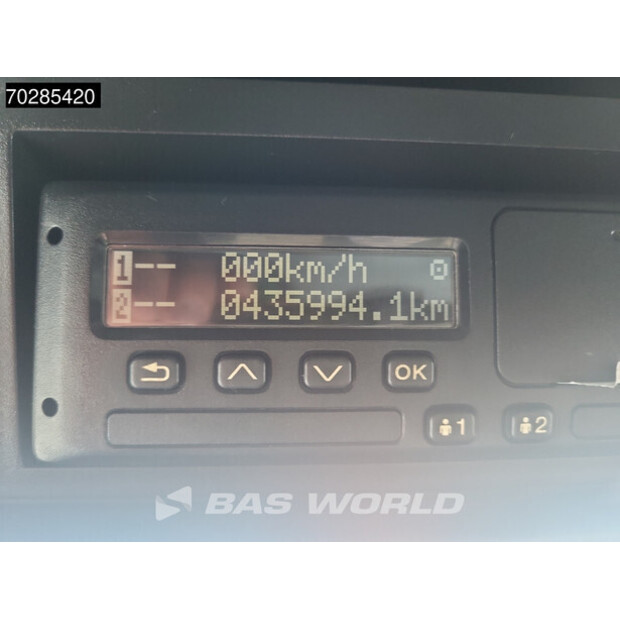 70285420
1-- 000km/h
2-- 0435994.1km
OK
1 2
BAS WORLD